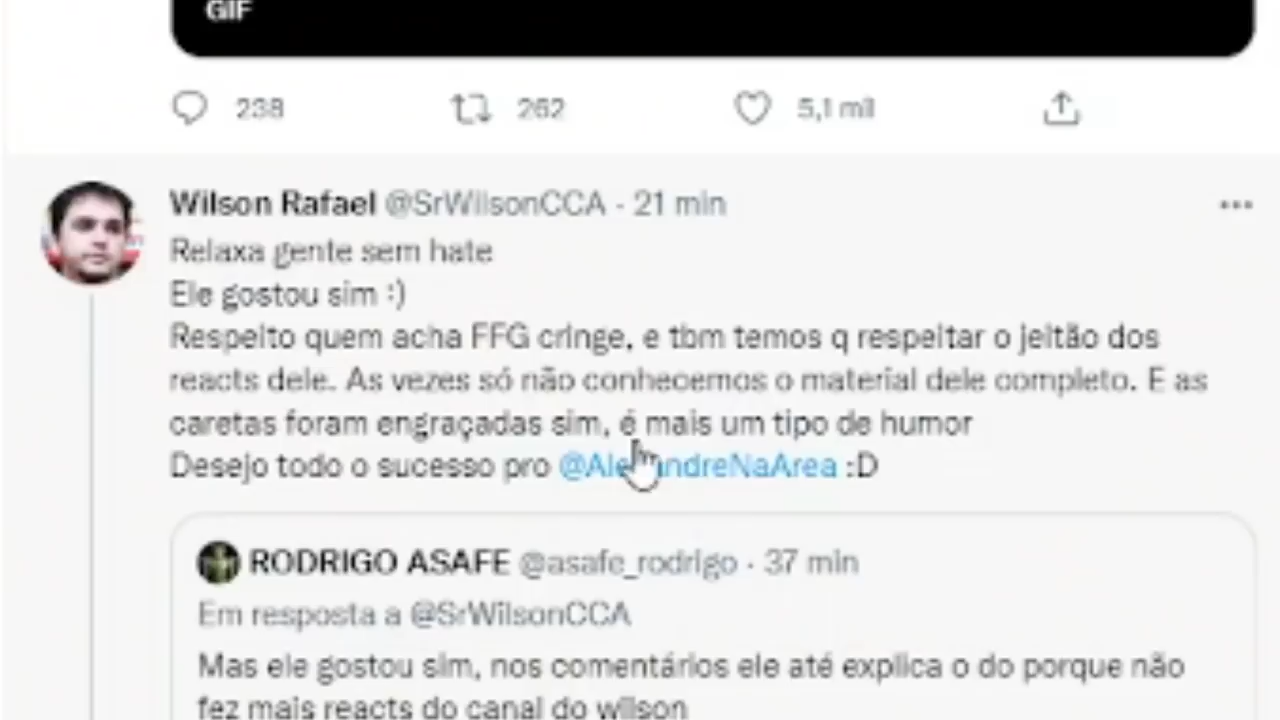 GIF
238 262 5,1 mil
Wilson Rafael @SrWilsonCCA · 21 min
Relaxa gente sem hate
Ele gostou sim :)
Respeito quem acha FFG cringe, e tbm temos q respeitar o jeitão dos
reacts dele. As vezes só não conhecemos o material dele completo. E as
caretas foram engraçadas sim, é mais um tipo de humor
Desejo todo o sucesso pro @AlexandreNaArea :D
RODRIGO ASAFE @asafe_rodrigo · 37 min
Em resposta a @SrWilsonCCA
Mas ele gostou sim, nos comentários ele até explica o do porque não
fez mais reacts do canal do wilson